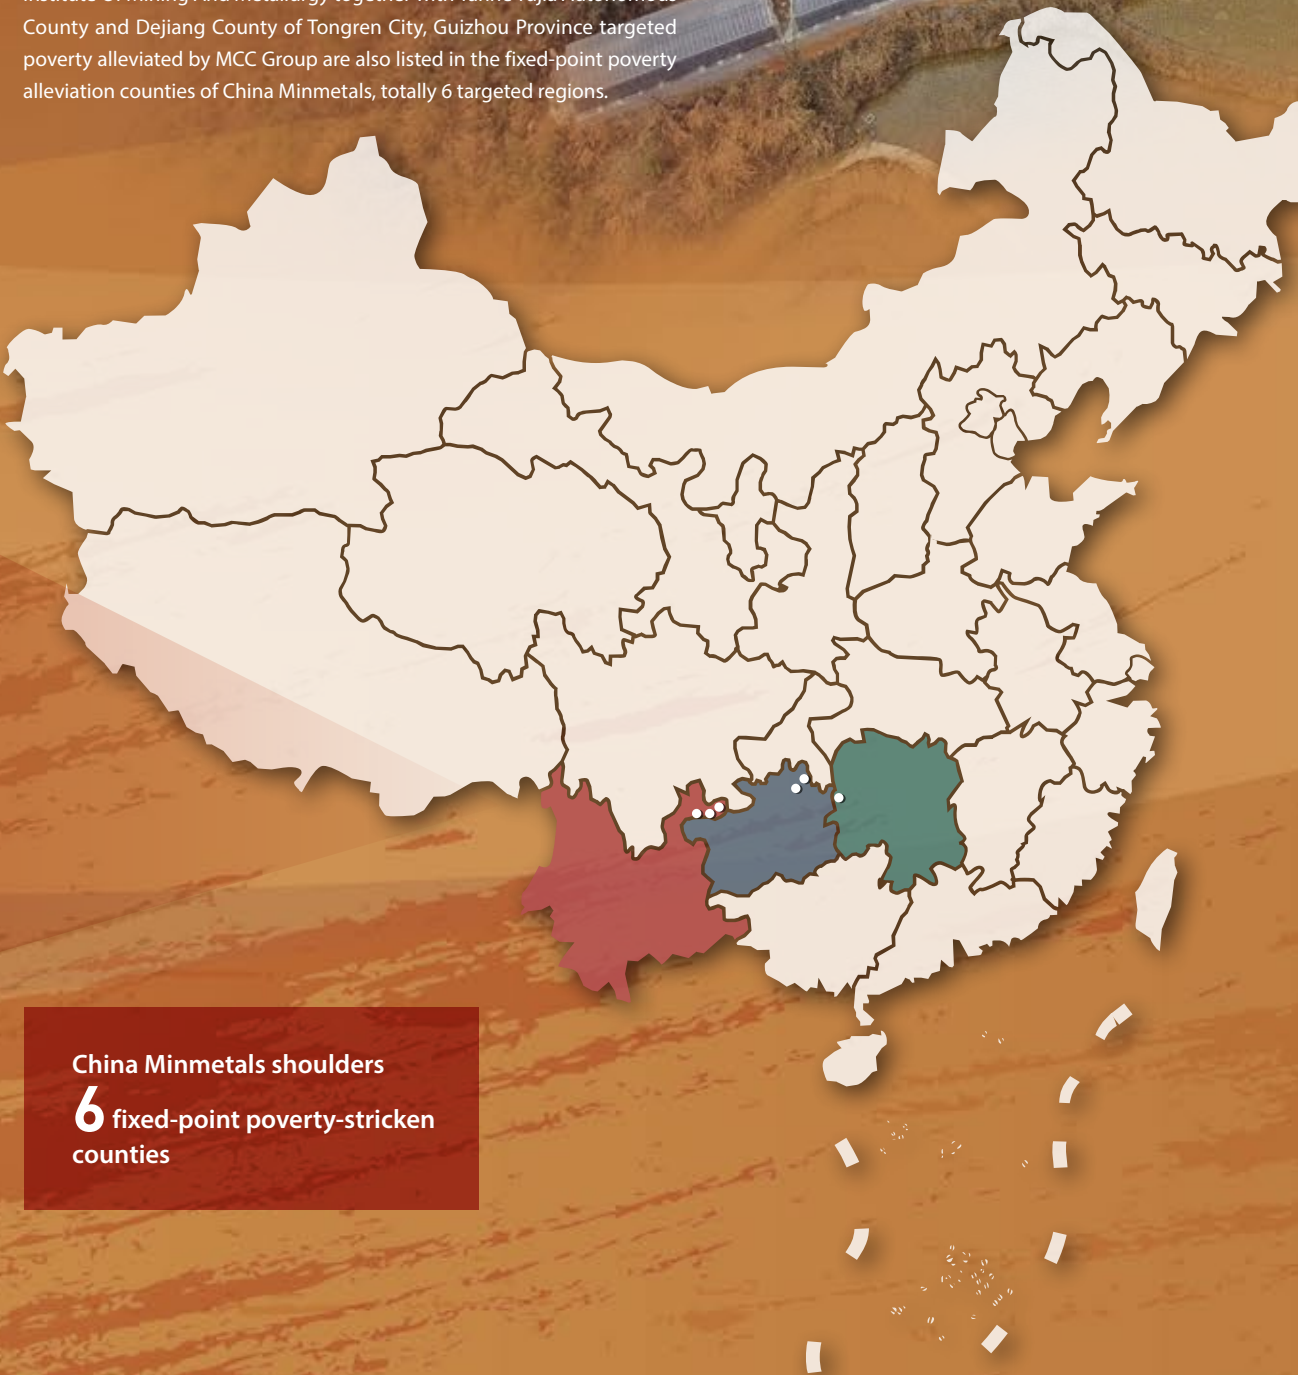 County and Dejiang County of Tongren City, Guizhou Province targeted
poverty alleviated by MCC Group are also listed in the fixed-point poverty
alleviation counties of China Minmetals, totally 6 targeted regions.
China Minmetals shoulders
6 fixed-point poverty-stricken
counties